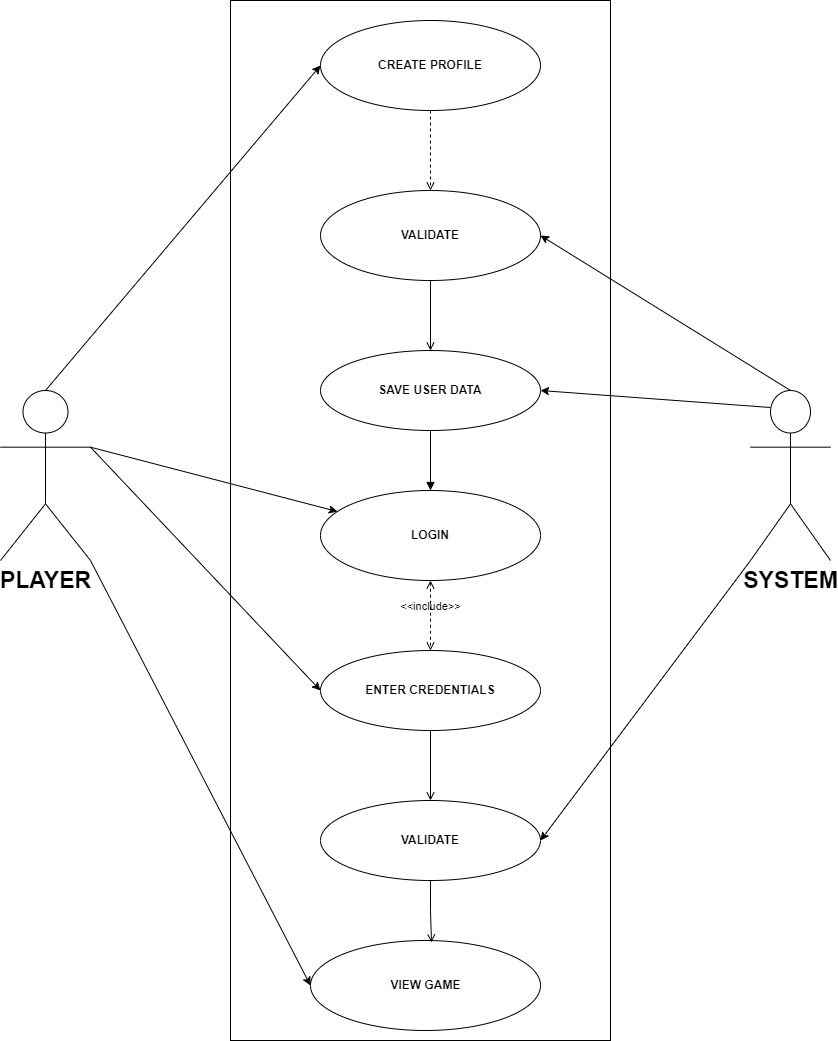 CREATE PROFILE
VALIDATE
SAVE USER DATA
LOGIN
PLAYER
SYSTEM
<<include>>
ENTER CREDENTIALS
VALIDATE
VIEW GAME